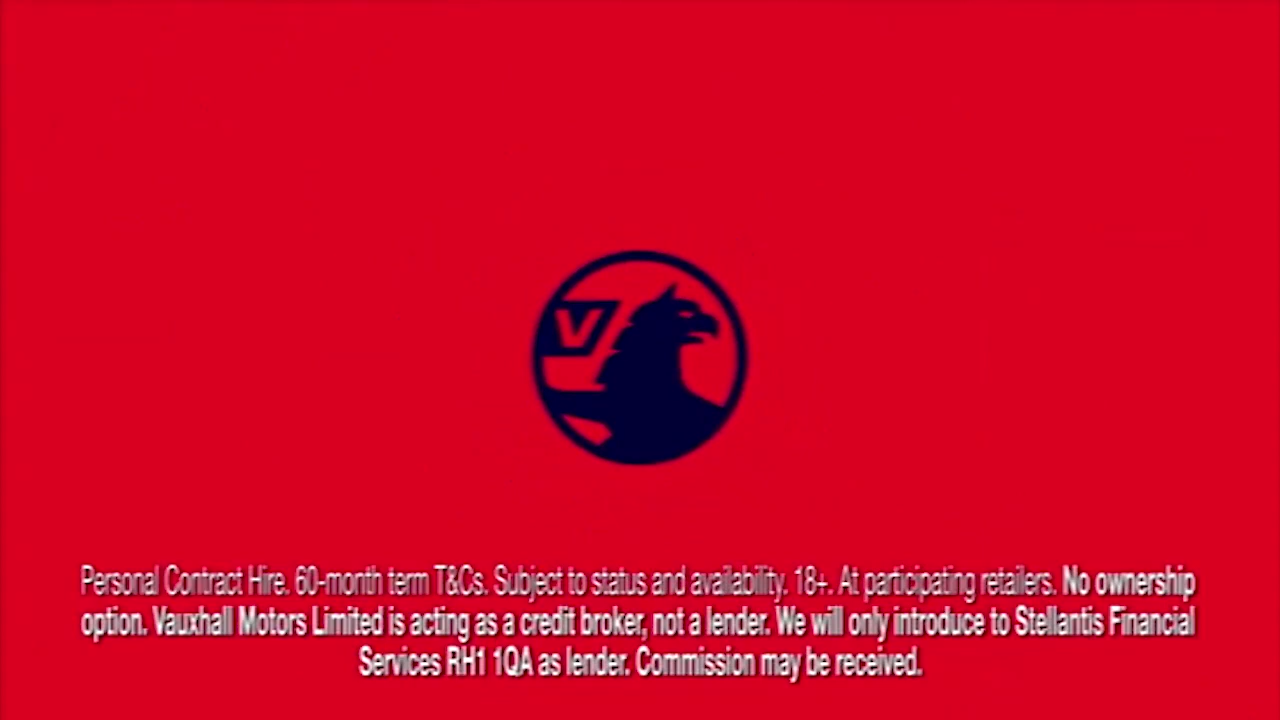 V
Personal Contract Hire. 60-month term T&Cs. Subject to status and availability. 18+. At participating retailers. No ownership
option. Vauxhall Motors Limited is acting as a credit broker, not a lender. We will only introduce to Stellantis Financial
Services RH1 1QA as lender. Commission may be received.